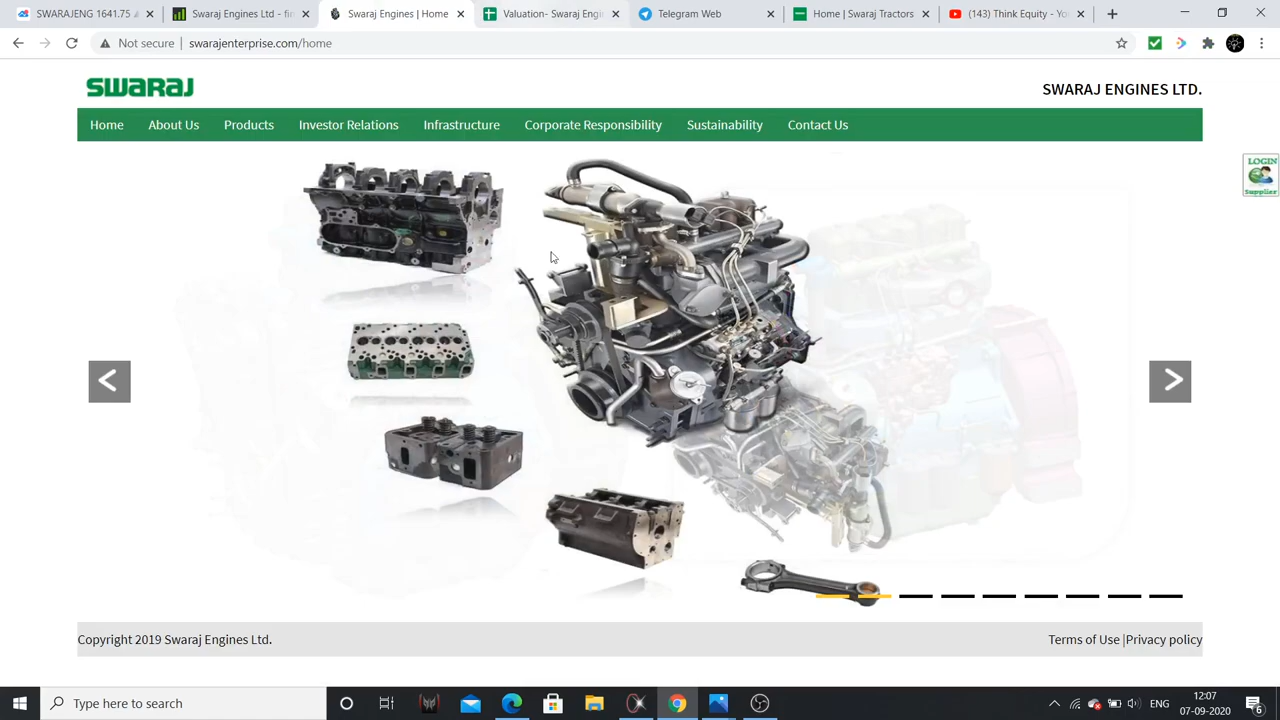 SWARAJENG 1641.75
Swaraj Engines Ltd - fin
Swaraj Engines | Home
Valuation- Swaraj Engin
Telegram Web
Home | Swaraj Tractors
(143) Think Equity - Yo
Not secure
swarajenterprise.com/home
SWARAJ
SWARAJ ENGINES LTD.
Home
About Us
Products
Investor Relations
Infrastructure
Corporate Responsibility
Sustainability
Contact Us
LOGIN
Supplier
Copyright 2019 Swaraj Engines Ltd.
Terms of Use |Privacy policy
Type here to search
ENG
12:07
07-09-2020
6